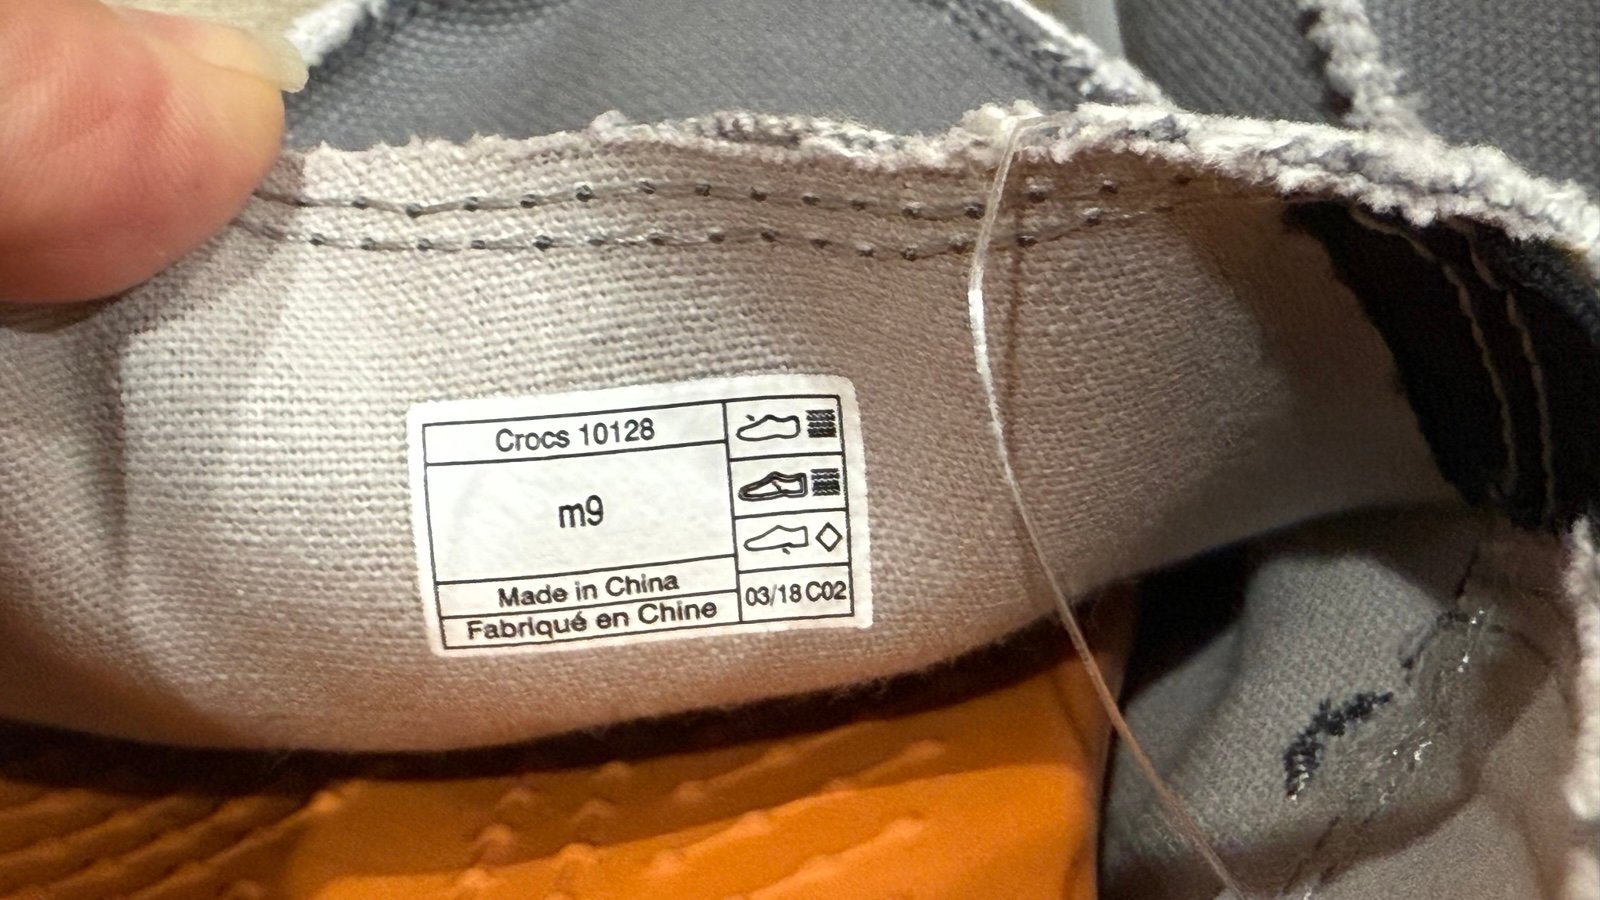 Crocs 10128
m9
Made in China
Fabriqué en Chine
03/18 C02